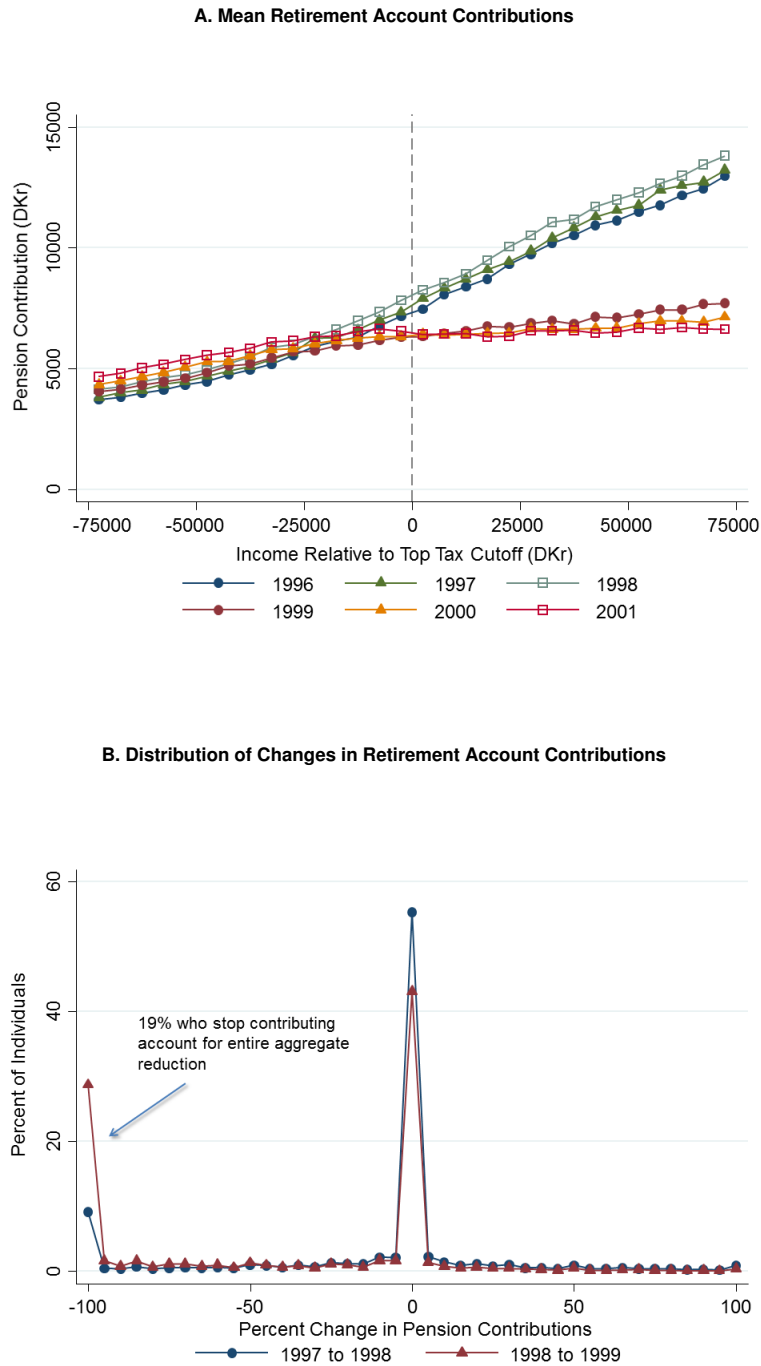 A. Mean Retirement Account Contributions
Pension Contribution (DKr)
15000
10000
5000
0
-75000 -50000 -25000 0 25000 50000 75000
Income Relative to Top Tax Cutoff (DKr)
1996 1997 1998
1999 2000 2001
B. Distribution of Changes in Retirement Account Contributions
Percent of Individuals
60
40
20
0
19% who stop contributing
account for entire aggregate
reduction
-100 -50 0 50 100
Percent Change in Pension Contributions
1997 to 1998 1998 to 1999